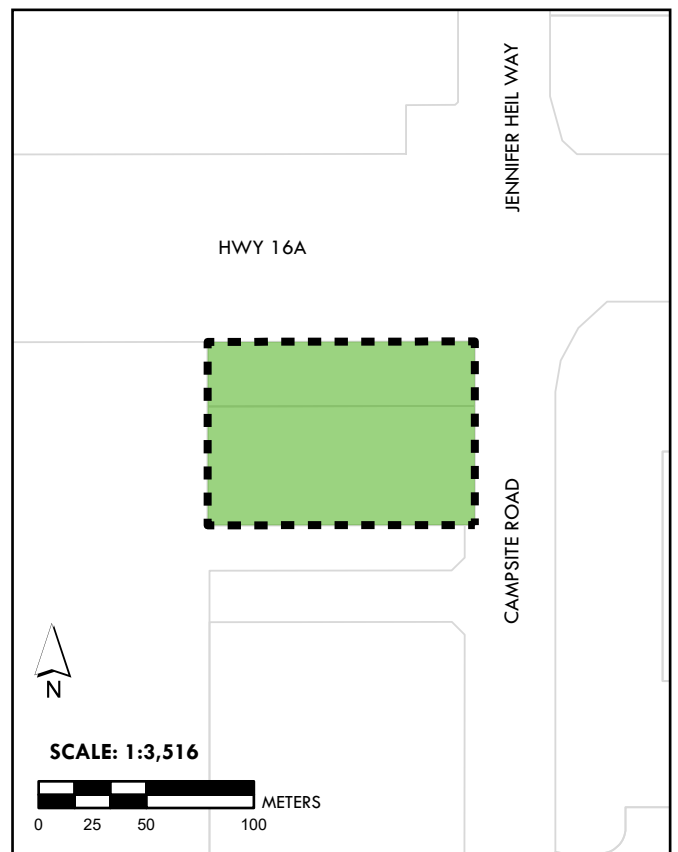 JENNIFER HEIL WAY
HWY 16A
CAMPSITE ROAD
N
SCALE: 1:3,516
METERS
0 25 50 100